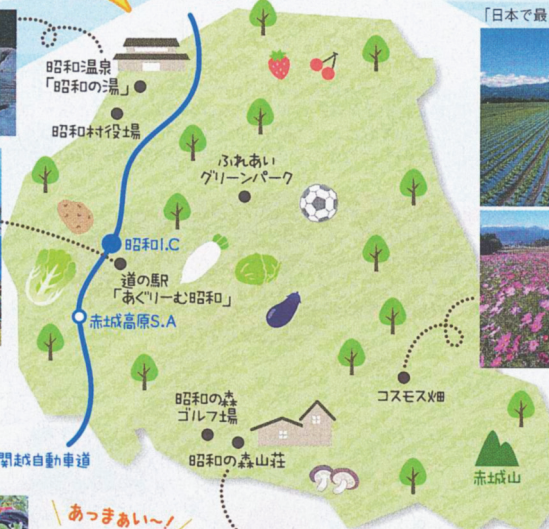 「日本で最
昭和温泉
「昭和の湯」
昭和村役場
ふれあい
グリーンパーク
昭和I.C
道の駅
「あぐりーむ昭和」
赤城高原S.A
コスモス畑
昭和の森
ゴルフ場
昭和の森山荘
関越自動車道
赤城山
あっまぁい〜!